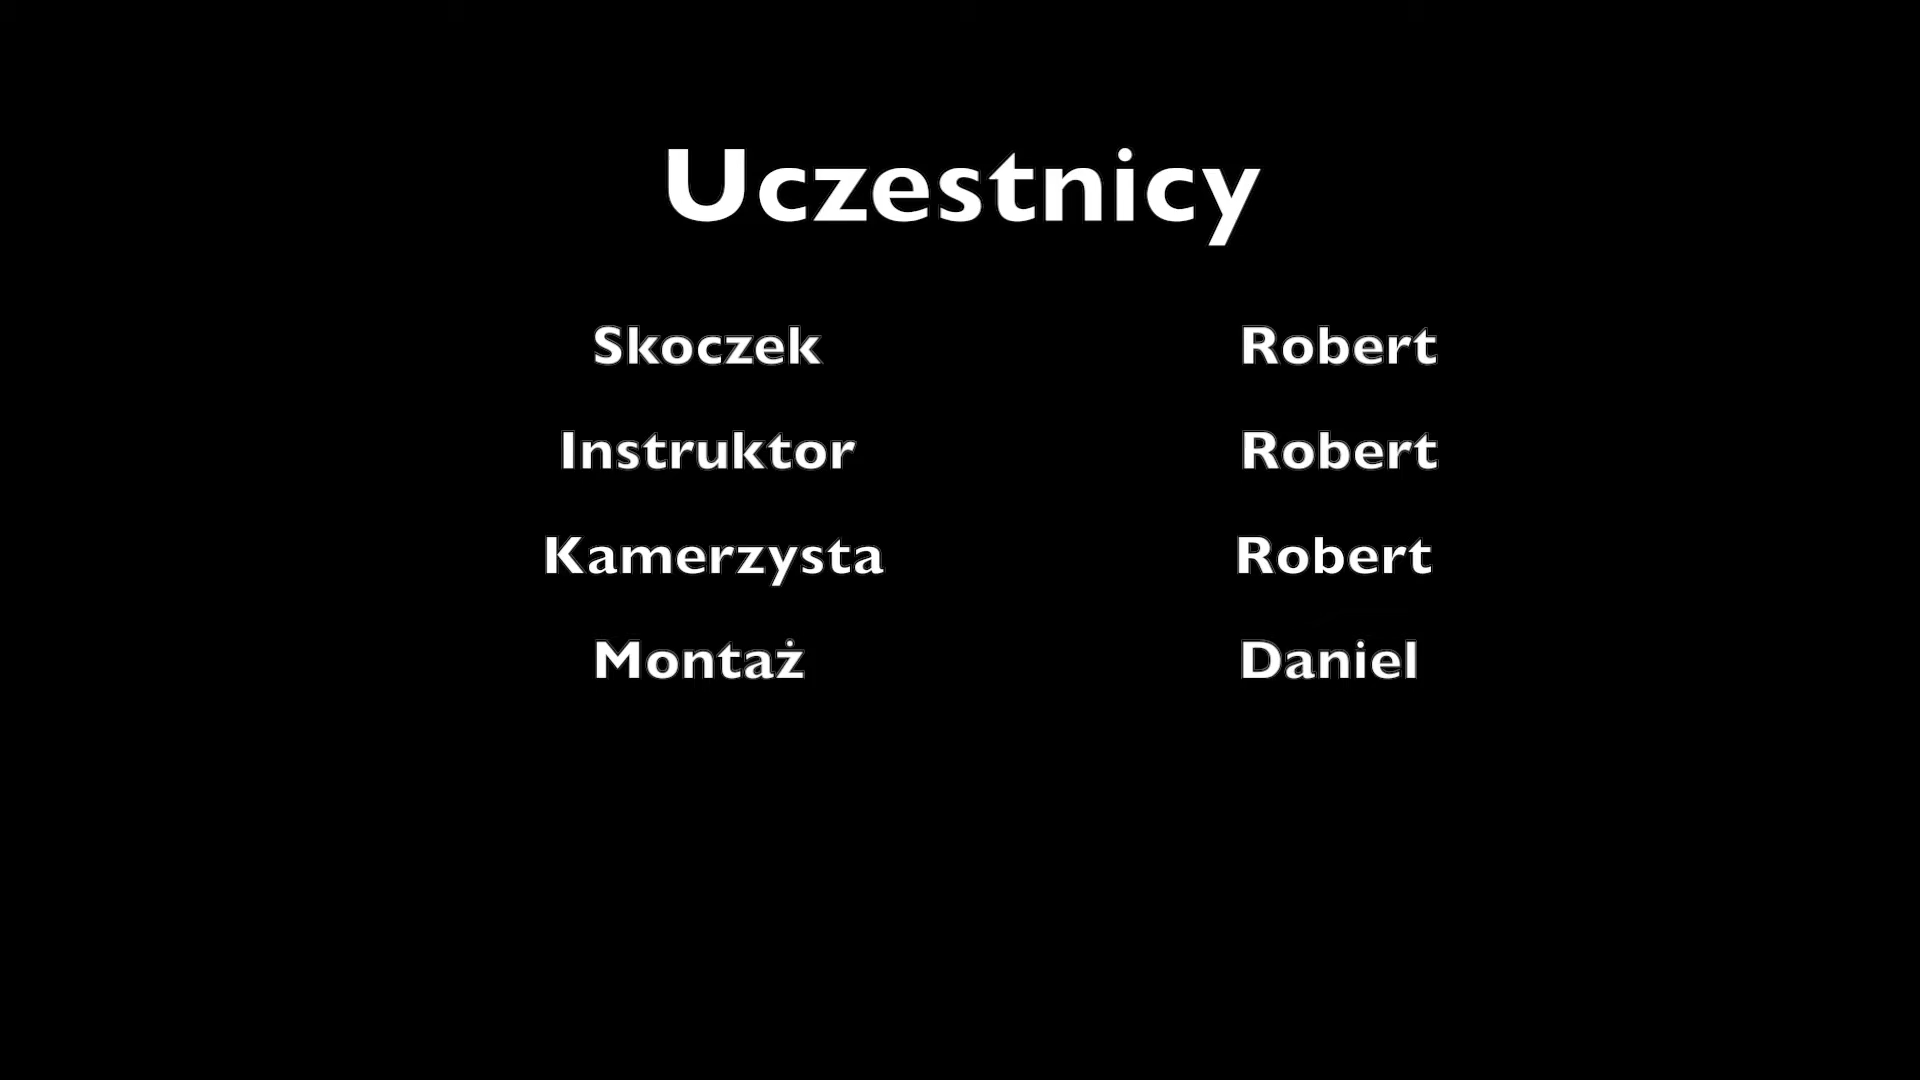 Uczestnicy
Skoczek Robert
Instruktor Robert
Kamerzysta Robert
Montaż Daniel